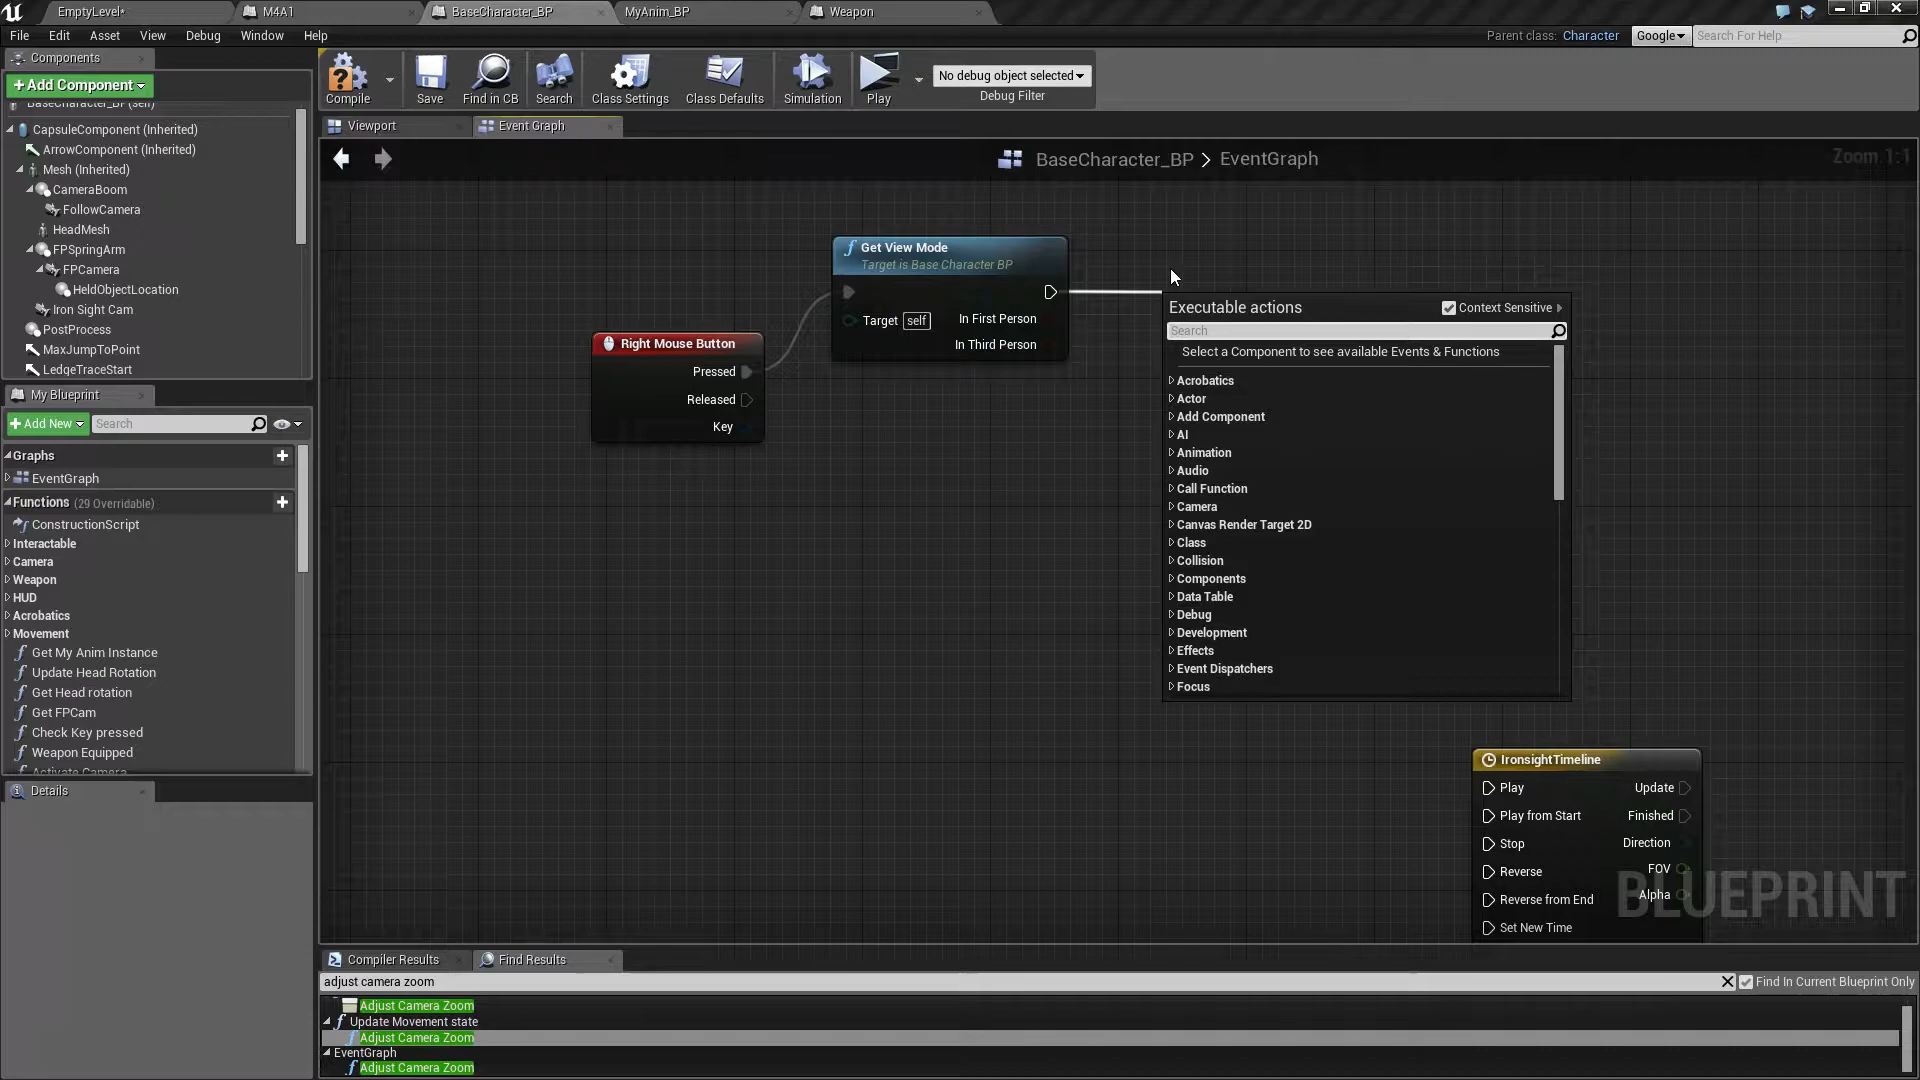 EmptyLevel*
M4A1
BaseCharacter_BP
MyAnim_BP
Weapon
File Edit Asset View Debug Window Help
Parent class: Character
Google
Search For Help
Components
+Add Component
BaseCharacter_BP (self)
CapsuleComponent (Inherited)
ArrowComponent (Inherited)
Mesh (Inherited)
CameraBoom
FollowCamera
HeadMesh
FPSpringArm
FPCamera
HeldObjectLocation
Iron Sight Cam
PostProcess
MaxJumpToPoint
LedgeTraceStart
Compile
Save
Find in CB
Search
Class Settings
Class Defaults
Simulation
Play
No debug object selected
Debug Filter
Viewport
Event Graph
BaseCharacter_BP > EventGraph
Zoom 1:1
My Blueprint
+Add New
Search
Graphs
EventGraph
Functions (29 Overridable)
ConstructionScript
Interactable
Camera
Weapon
HUD
Acrobatics
Movement
Get My Anim Instance
Update Head Rotation
Get Head rotation
Get FPCam
Check Key pressed
Weapon Equipped
Activate Camera
Details
Right Mouse Button
Pressed
Released
Key
Get View Mode
Target is Base Character BP
Target self
In First Person
In Third Person
Executable actions
Context Sensitive
Search
Select a Component to see available Events & Functions
Acrobatics
Actor
Add Component
AI
Animation
Audio
Call Function
Camera
Canvas Render Target 2D
Class
Collision
Components
Data Table
Debug
Development
Effects
Event Dispatchers
Focus
IronsightTimeline
Play Update
Play from Start Finished
Stop Direction
Reverse FOV
Reverse from End Alpha
Set New Time
BLUEPRINT
Compiler Results
Find Results
adjust camera zoom
Find In Current Blueprint Only
Adjust Camera Zoom
Update Movement state
Adjust Camera Zoom
EventGraph
Adjust Camera Zoom